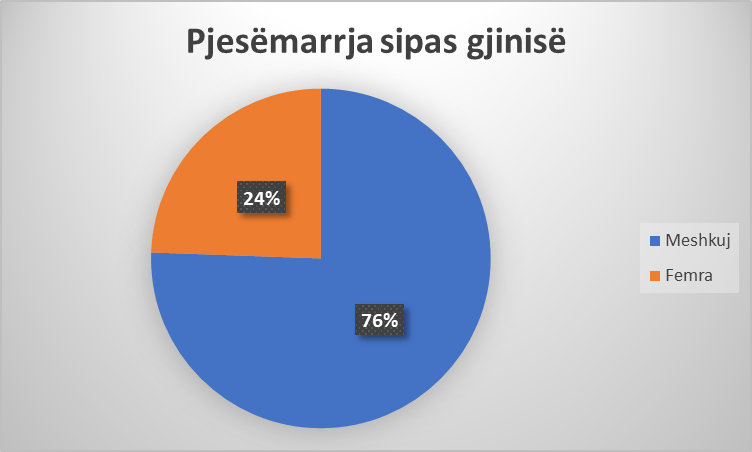 Pjesëmarrja sipas gjinisë
24%
76%
Meshkuj
Femra